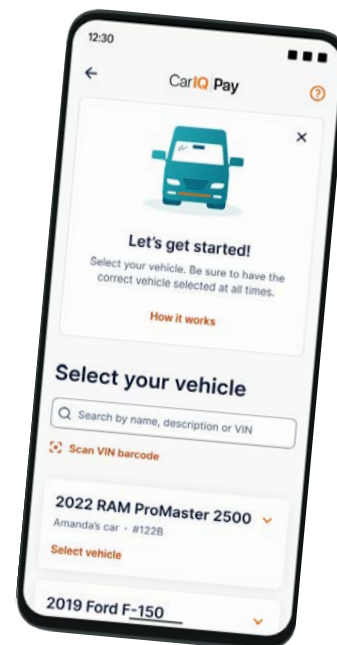 12:30
CarIQ Pay
Let's get started!
Select your vehicle. Be sure to have the
correct vehicle selected at all times.
How it works
Select your vehicle
Search by name, description or VIN
Scan VIN barcode
2022 RAM ProMaster 2500
Amanda's car · #122B
Select vehicle
2019 Ford F-150